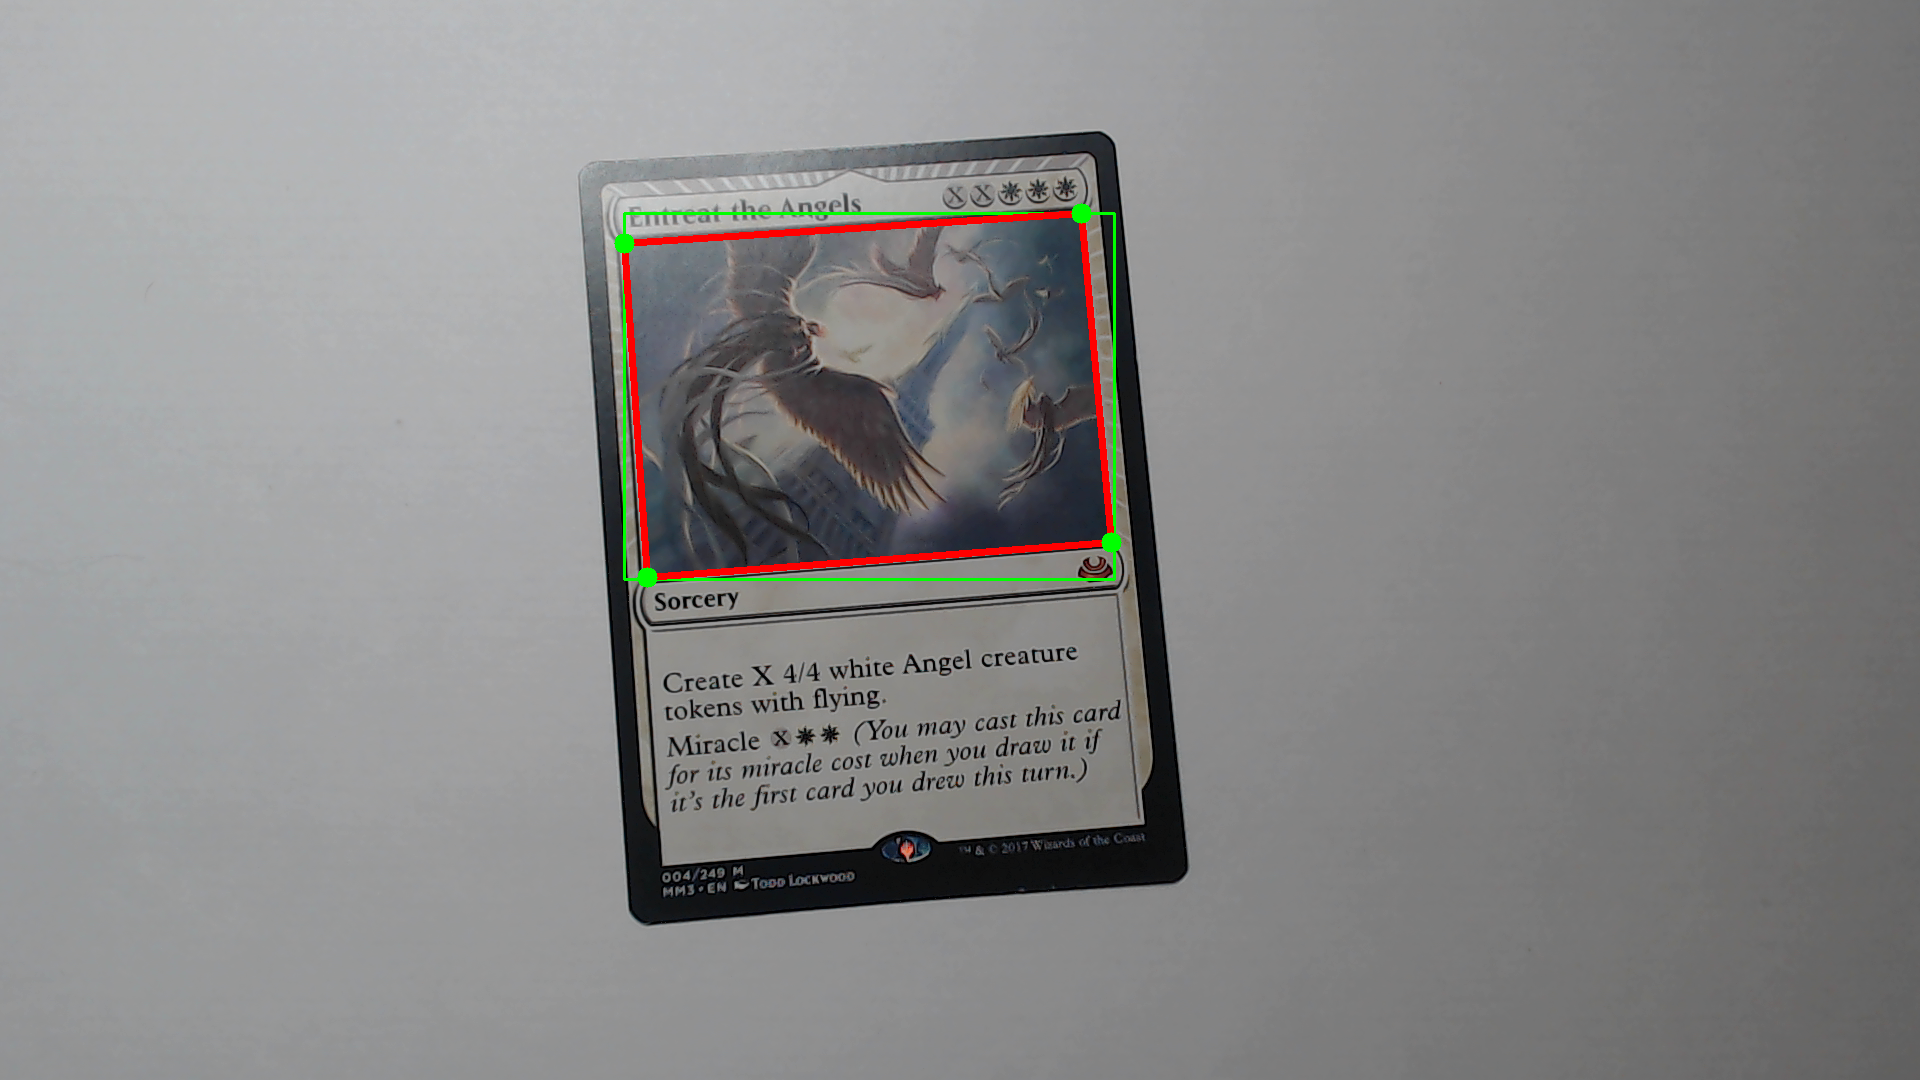 Entreat the Angels XX
Sorcery
Create X 4/4 white Angel creature
tokens with flying.
Miracle X (You may cast this card
for its miracle cost when you draw it if
it's the first card you drew this turn.)
™ & © 2017 Wizards of the Coast
004/249 M
MM3 • EN Todd Lockwood